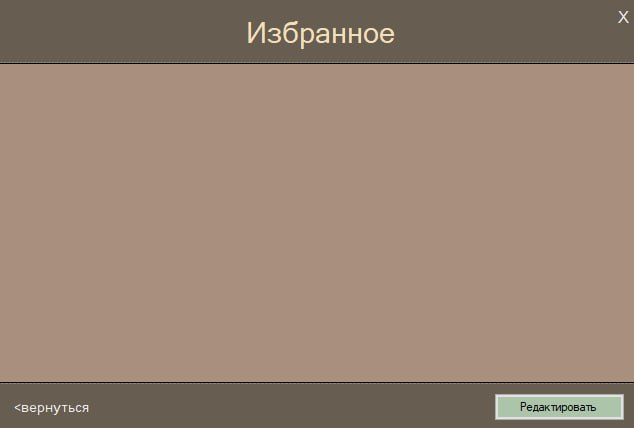 Избранное
X
<вернуться
Редактировать